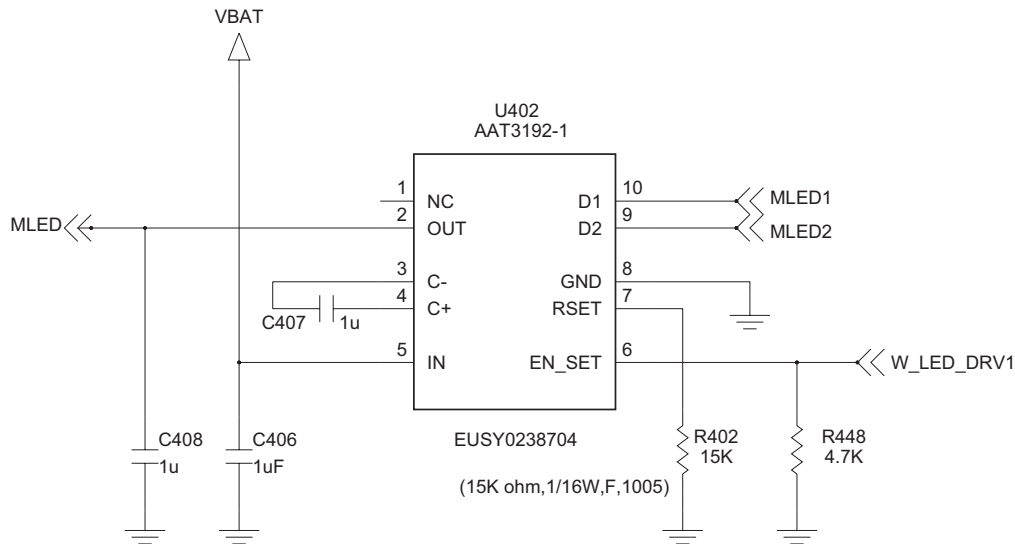 VBAT
U402
AAT3192-1
1
NC
D1
10
MLED1
MLED
2
OUT
D2
9
MLED2
3
C-
GND
8
4
C+
RSET
7
C407
1u
5
IN
EN_SET
6
W_LED_DRV1
C408
1u
C406
1uF
EUSY0238704
R402
15K
R448
4.7K
(15K ohm,1/16W,F,1005)